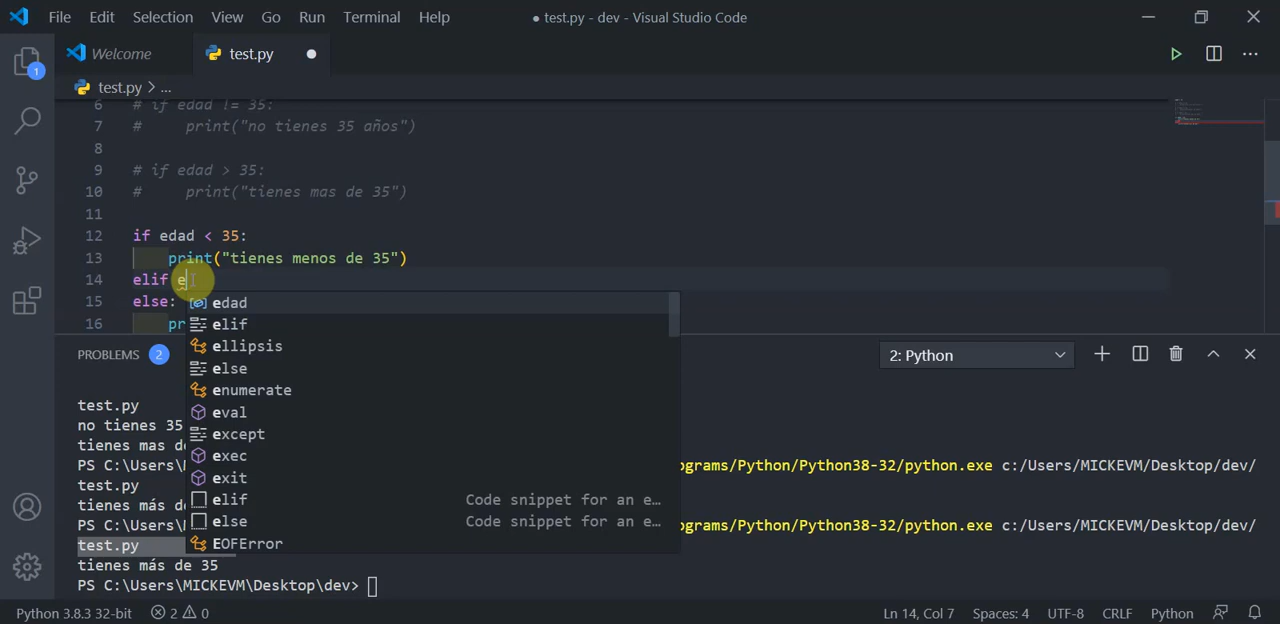 File Edit Selection View Go Run Terminal Help ● test.py - dev - Visual Studio Code
Welcome test.py
test.py > ...
6 # if edad != 35:
7 #     print("no tienes 35 años")
8
9 # if edad > 35:
10 #     print("tienes mas de 35")
11
12 if edad < 35:
13     print("tienes menos de 35")
14 elif e
15 else:
16     pr
edad
elif
ellipsis
else
enumerate
eval
except
exec
exit
elif Code snippet for an e…
else Code snippet for an e…
EOFError
1
PROBLEMS 2 2: Python
test.py
no tienes 35
tienes mas de
PS C:\Users\ ograms/Python/Python38-32/python.exe c:/Users/MICKEVM/Desktop/dev/
test.py
tienes más de
PS C:\Users\ ograms/Python/Python38-32/python.exe c:/Users/MICKEVM/Desktop/dev/
test.py
tienes más de 35
PS C:\Users\MICKEVM\Desktop\dev>
Python 3.8.3 32-bit 2 0 Ln 14, Col 7 Spaces: 4 UTF-8 CRLF Python